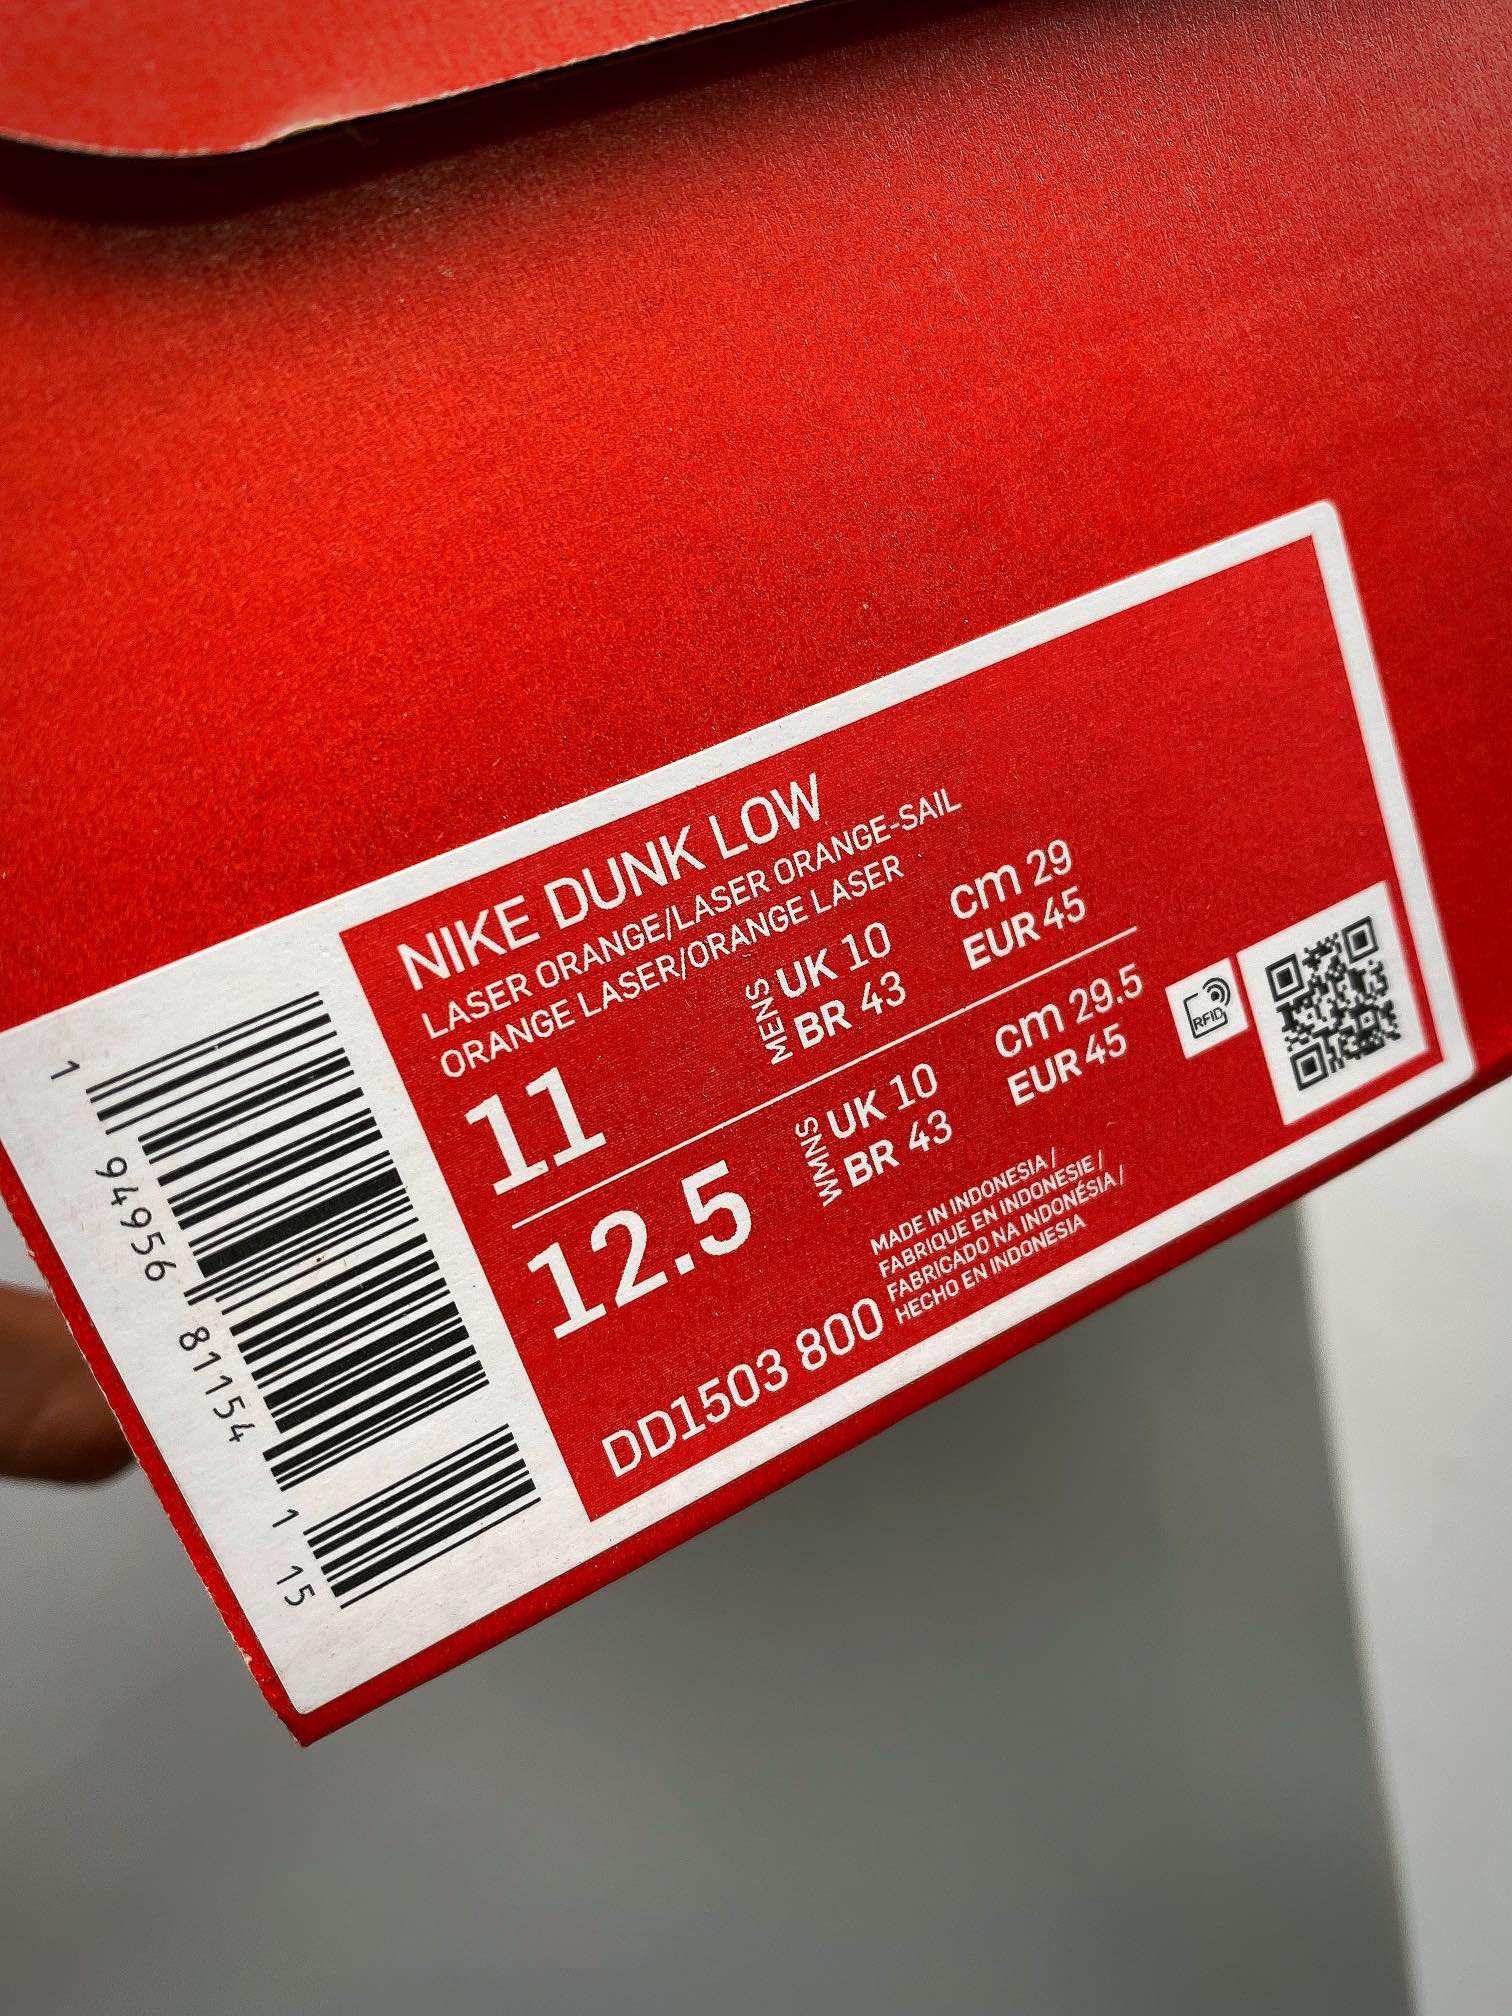 NIKE DUNK LOW
LASER ORANGE/LASER ORANGE-SAIL
ORANGE LASER/ORANGE LASER
11
MENS
UK 10
BR 43
cm 29
EUR 45
12.5
WMNS
UK 10
BR 43
cm 29.5
EUR 45
DD1503 800
MADE IN INDONESIA /
FABRIQUE EN INDONESIE /
FABRICADO NA INDONÉSIA /
HECHO EN INDONESIA
RFID
1 94956 81154 1 15